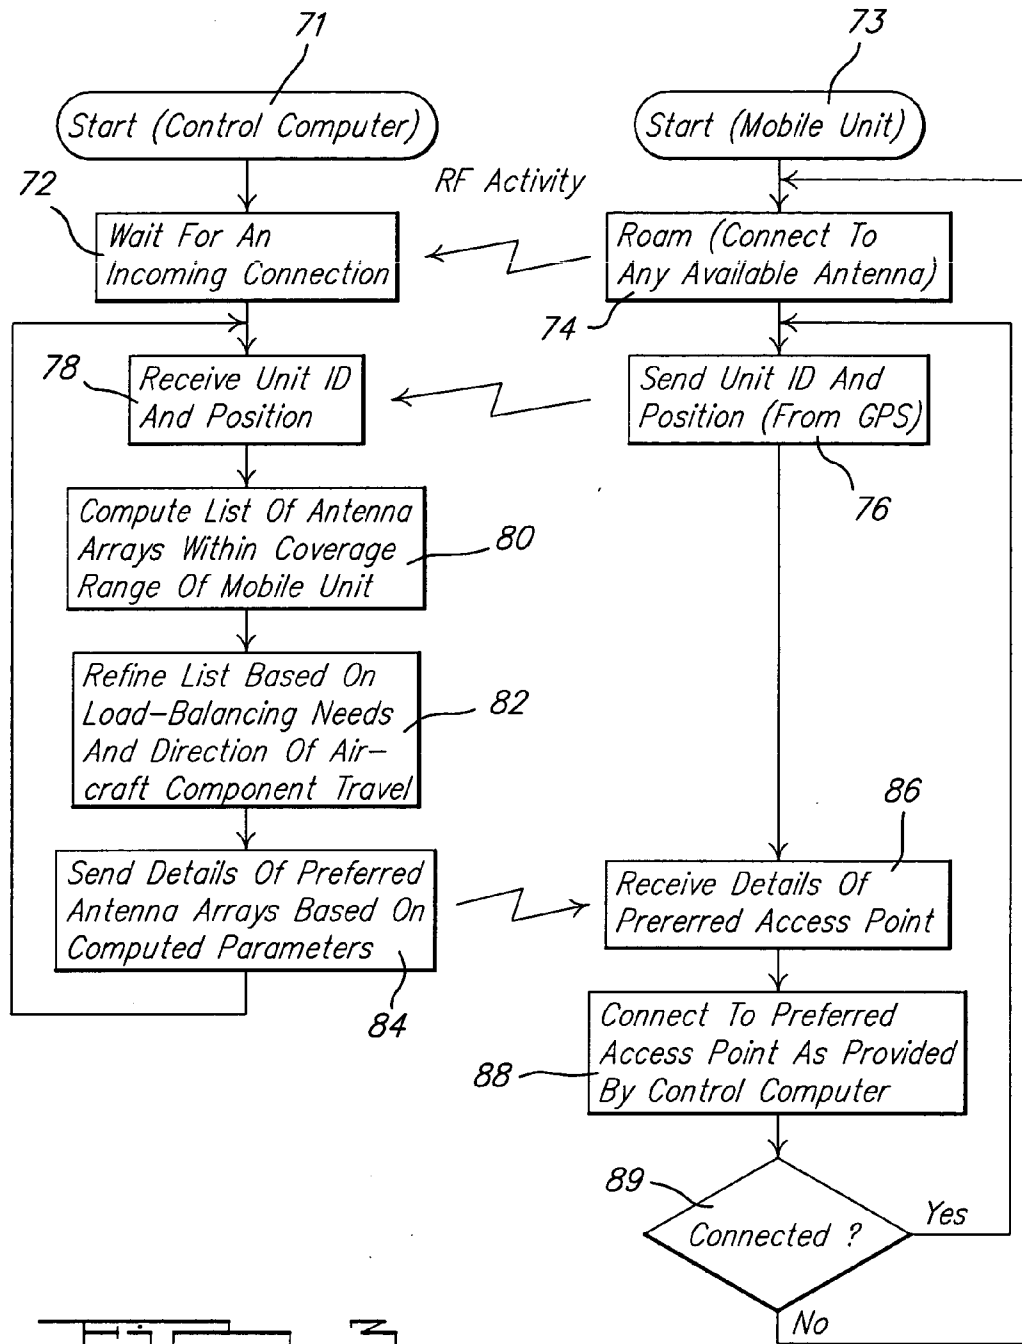 71
73
Start (Control Computer)
Start (Mobile Unit)
72
RF Activity
Wait For An
Incoming Connection
Roam (Connect To
Any Available Antenna)
74
78
Receive Unit ID
And Position
Send Unit ID And
Position (From GPS)
76
Compute List Of Antenna
Arrays Within Coverage
Range Of Mobile Unit
80
Refine List Based On
Load-Balancing Needs
And Direction Of Air-
craft Component Travel
82
86
Send Details Of Preferred
Antenna Arrays Based On
Computed Parameters
84
Receive Details Of
Prererred Access Point
Connect To Preferred
Access Point As Provided
By Control Computer
88
89
Connected ?
Yes
No